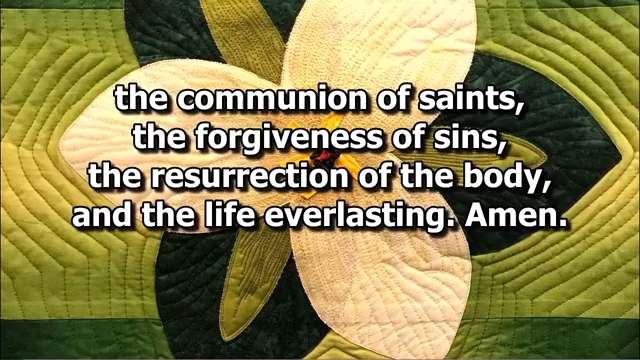 the communion of saints,
the forgiveness of sins,
the resurrection of the body,
and the life everlasting. Amen.